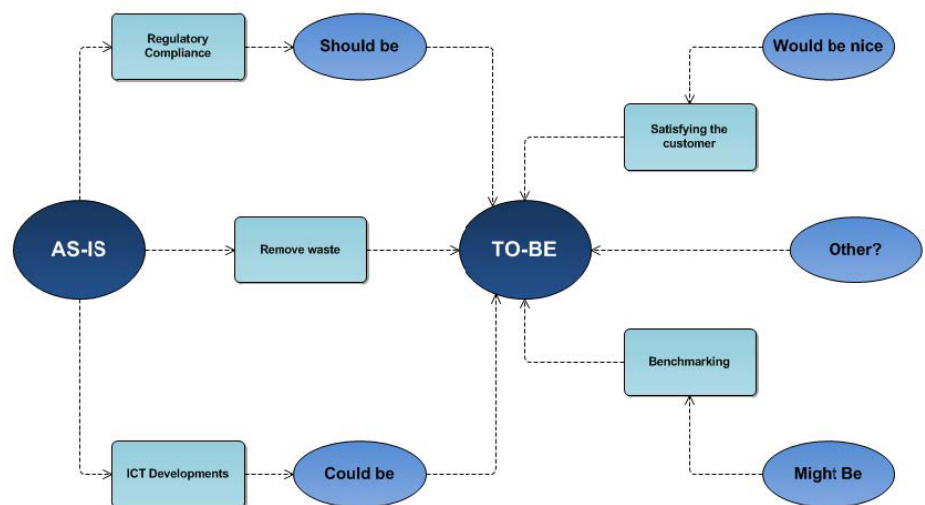 Regulatory
Compliance
Should be
Would be nice
Satisfying the
customer
AS-IS
Remove waste
TO-BE
Other?
Benchmarking
ICT Developments
Could be
Might Be